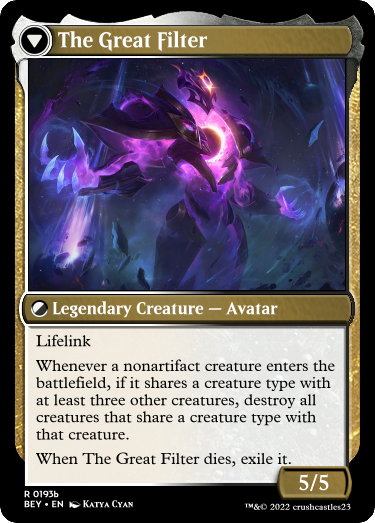 The Great Filter
Legendary Creature — Avatar
Lifelink
Whenever a nonartifact creature enters the
battlefield, if it shares a creature type with
at least three other creatures, destroy all
creatures that share a creature type with
that creature.
When The Great Filter dies, exile it.
5/5
R 0193b
BEY • EN Katya Cyan
™&© 2022 crushcastles23